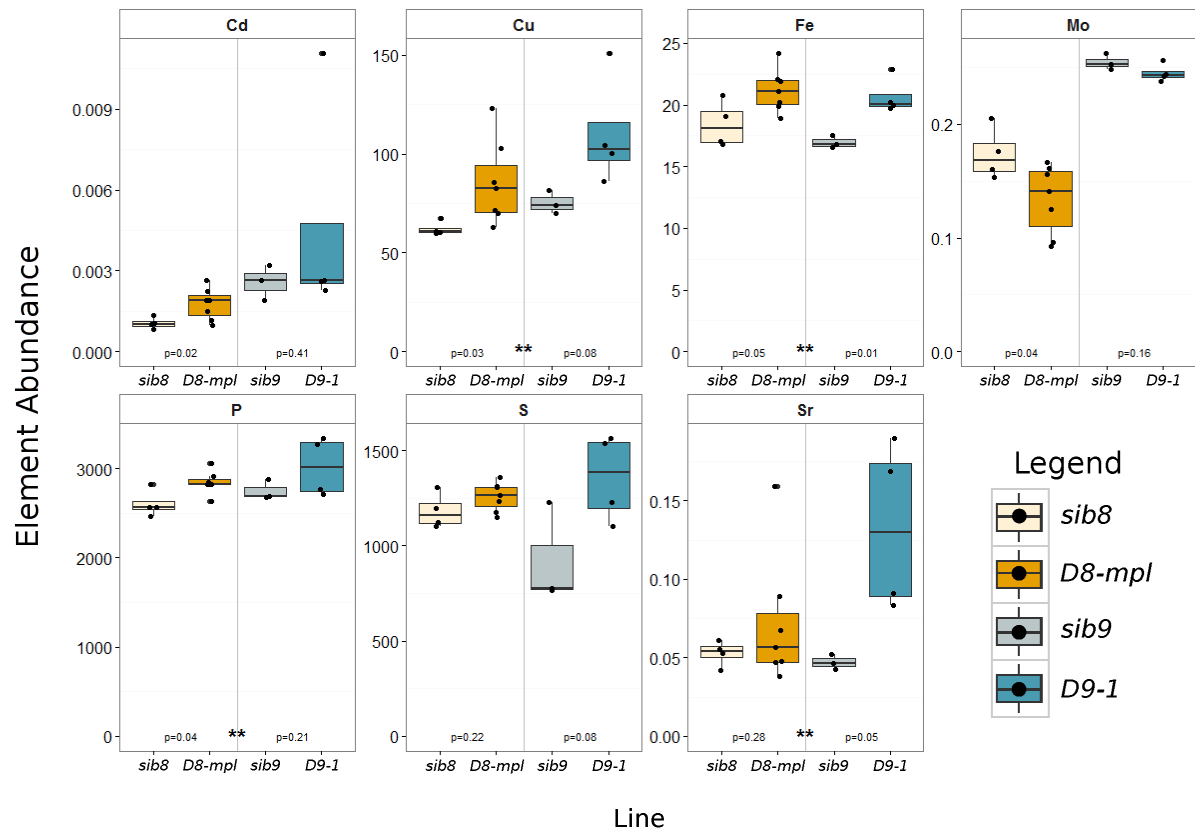 Cd Cu Fe Mo
0.009
0.006
0.003
0.000
p=0.02 p=0.41
sib8 D8-mpl sib9 D9-1
150
100
50
0
p=0.03 ** p=0.08
sib8 D8-mpl sib9 D9-1
25
20
15
10
5
0
p=0.05 ** p=0.01
sib8 D8-mpl sib9 D9-1
0.2
0.1
0.0
p=0.04 p=0.16
sib8 D8-mpl sib9 D9-1
Element Abundance
P S Sr
3000
2000
1000
0
p=0.04 ** p=0.21
sib8 D8-mpl sib9 D9-1
1500
1000
500
0
p=0.22 p=0.08
sib8 D8-mpl sib9 D9-1
0.15
0.10
0.05
0.00
p=0.28 ** p=0.05
sib8 D8-mpl sib9 D9-1
Legend
sib8
D8-mpl
sib9
D9-1
Line